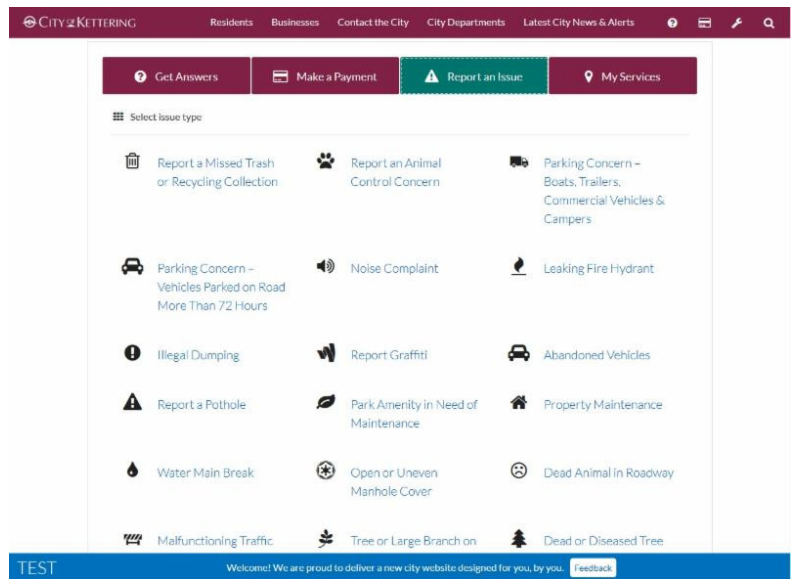 CITY OF KETTERING Residents Businesses Contact the City City Departments Latest City News & Alerts
Get Answers Make a Payment Report an Issue My Services
Select issue type
Report a Missed Trash
or Recycling Collection
Report an Animal
Control Concern
Parking Concern –
Boats, Trailers,
Commercial Vehicles &
Campers
Parking Concern –
Vehicles Parked on Road
More Than 72 Hours
Noise Complaint
Leaking Fire Hydrant
Illegal Dumping
Report Graffiti
Abandoned Vehicles
Report a Pothole
Park Amenity in Need of
Maintenance
Property Maintenance
Water Main Break
Open or Uneven
Manhole Cover
Dead Animal in Roadway
Malfunctioning Traffic
Tree or Large Branch on
Dead or Diseased Tree
TEST
Welcome! We are proud to deliver a new city website designed for you, by you. Feedback